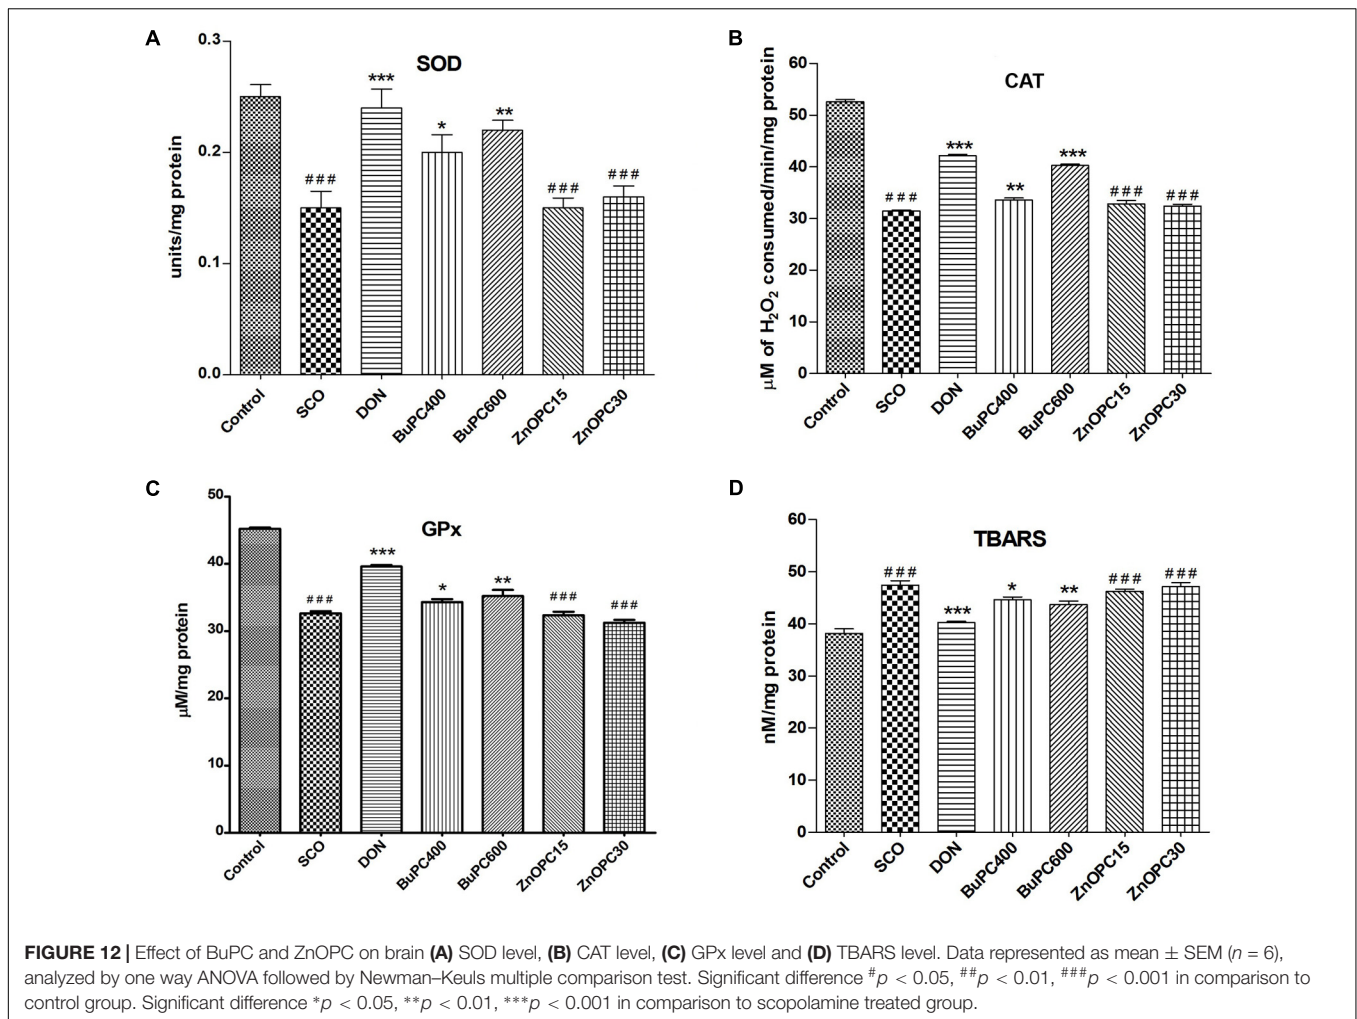 A
SOD
units/mg protein
0.3
0.2
0.1
0.0
***
*
**
###
###
###
Control
SCO
DON
BuPC400
BuPC600
ZnOPC15
ZnOPC30
B
CAT
μM of H₂O₂ consumed/min/mg protein
60
50
40
30
20
10
0
###
***
**
***
###
###
Control
SCO
DON
BuPC400
BuPC600
ZnOPC15
ZnOPC30
C
GPx
μM/mg protein
50
40
30
20
10
0
###
***
*
**
###
###
Control
SCO
DON
BuPC400
BuPC600
ZnOPC15
ZnOPC30
D
TBARS
nM/mg protein
60
50
40
30
20
10
0
###
***
*
**
###
###
Control
SCO
DON
BuPC400
BuPC600
ZnOPC15
ZnOPC30
FIGURE 12 | Effect of BuPC and ZnOPC on brain (A) SOD level, (B) CAT level, (C) GPx level and (D) TBARS level. Data represented as mean ± SEM (n = 6),
analyzed by one way ANOVA followed by Newman–Keuls multiple comparison test. Significant difference #p < 0.05, ##p < 0.01, ###p < 0.001 in comparison to
control group. Significant difference *p < 0.05, **p < 0.01, ***p < 0.001 in comparison to scopolamine treated group.